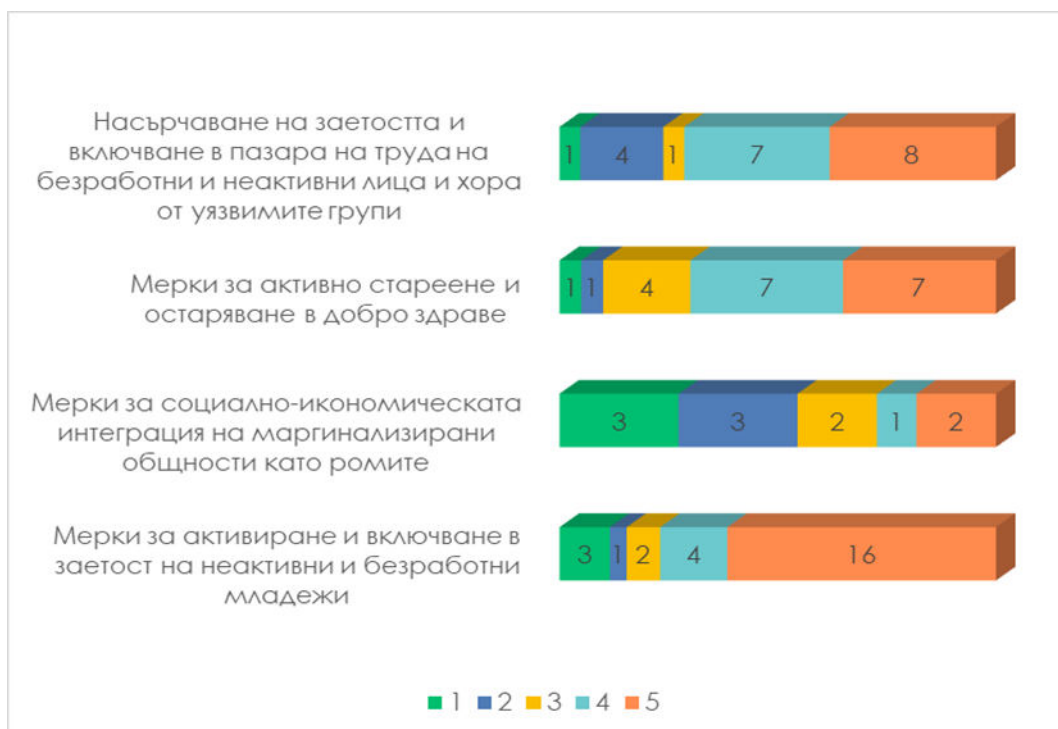 Насърчаване на заетостта и
включване в пазара на труда на
безработни и неактивни лица и хора
от уязвимите групи
1 4 1 7 8
Мерки за активно стареене и
остаряване в добро здраве
1 1 4 7 7
Мерки за социално-икономическата
интеграция на маргинализирани
общности като ромите
3 3 2 1 2
Мерки за активиране и включване в
заетост на неактивни и безработни
младежи
3 1 2 4 16
1 2 3 4 5